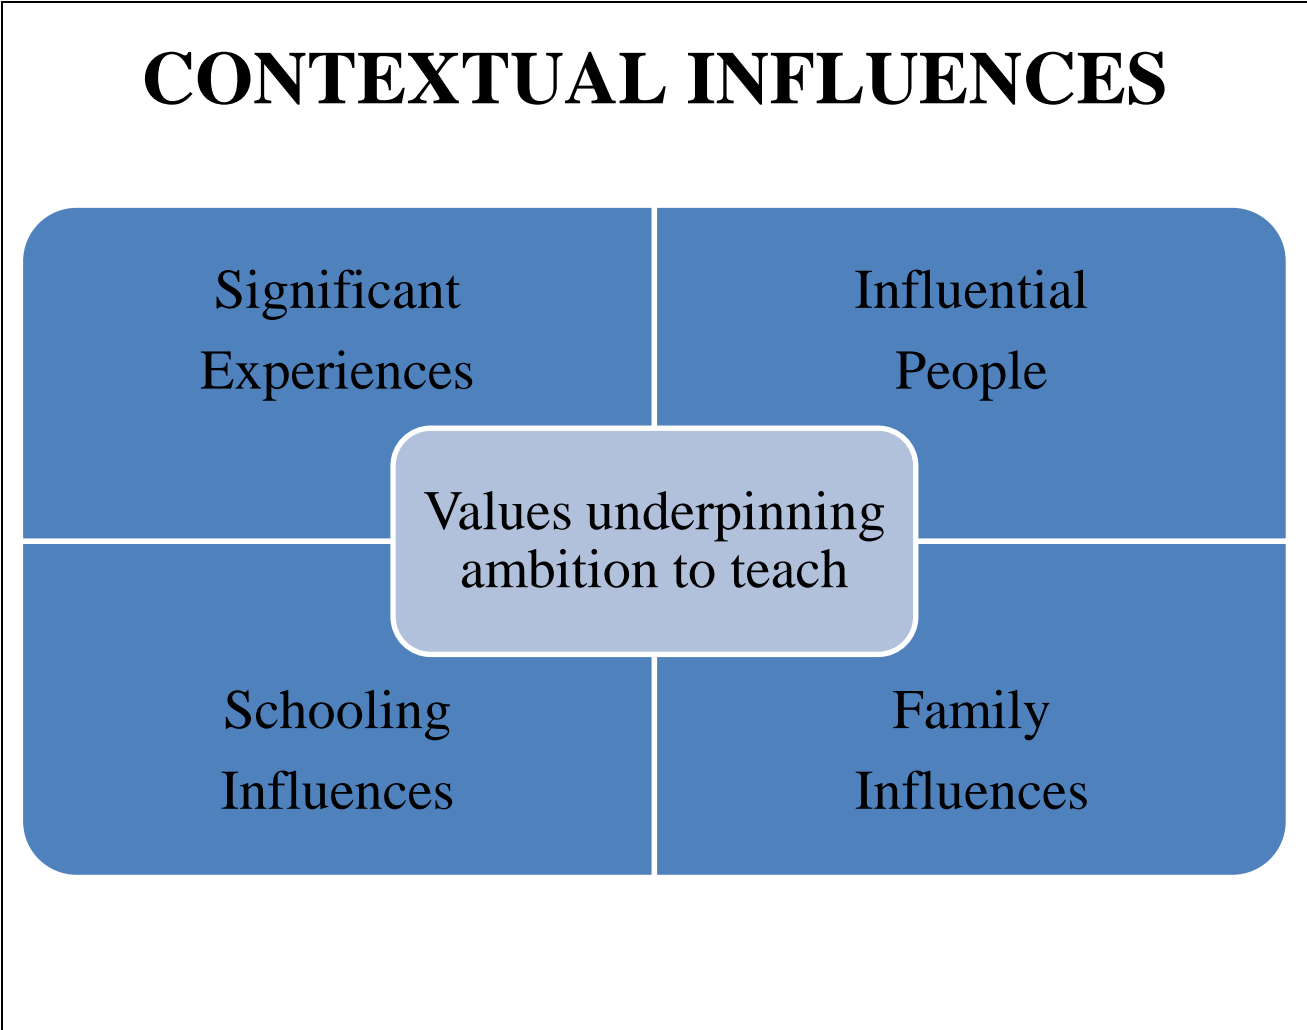 CONTEXTUAL INFLUENCES
Significant
Experiences
Influential
People
Values underpinning
ambition to teach
Schooling
Influences
Family
Influences